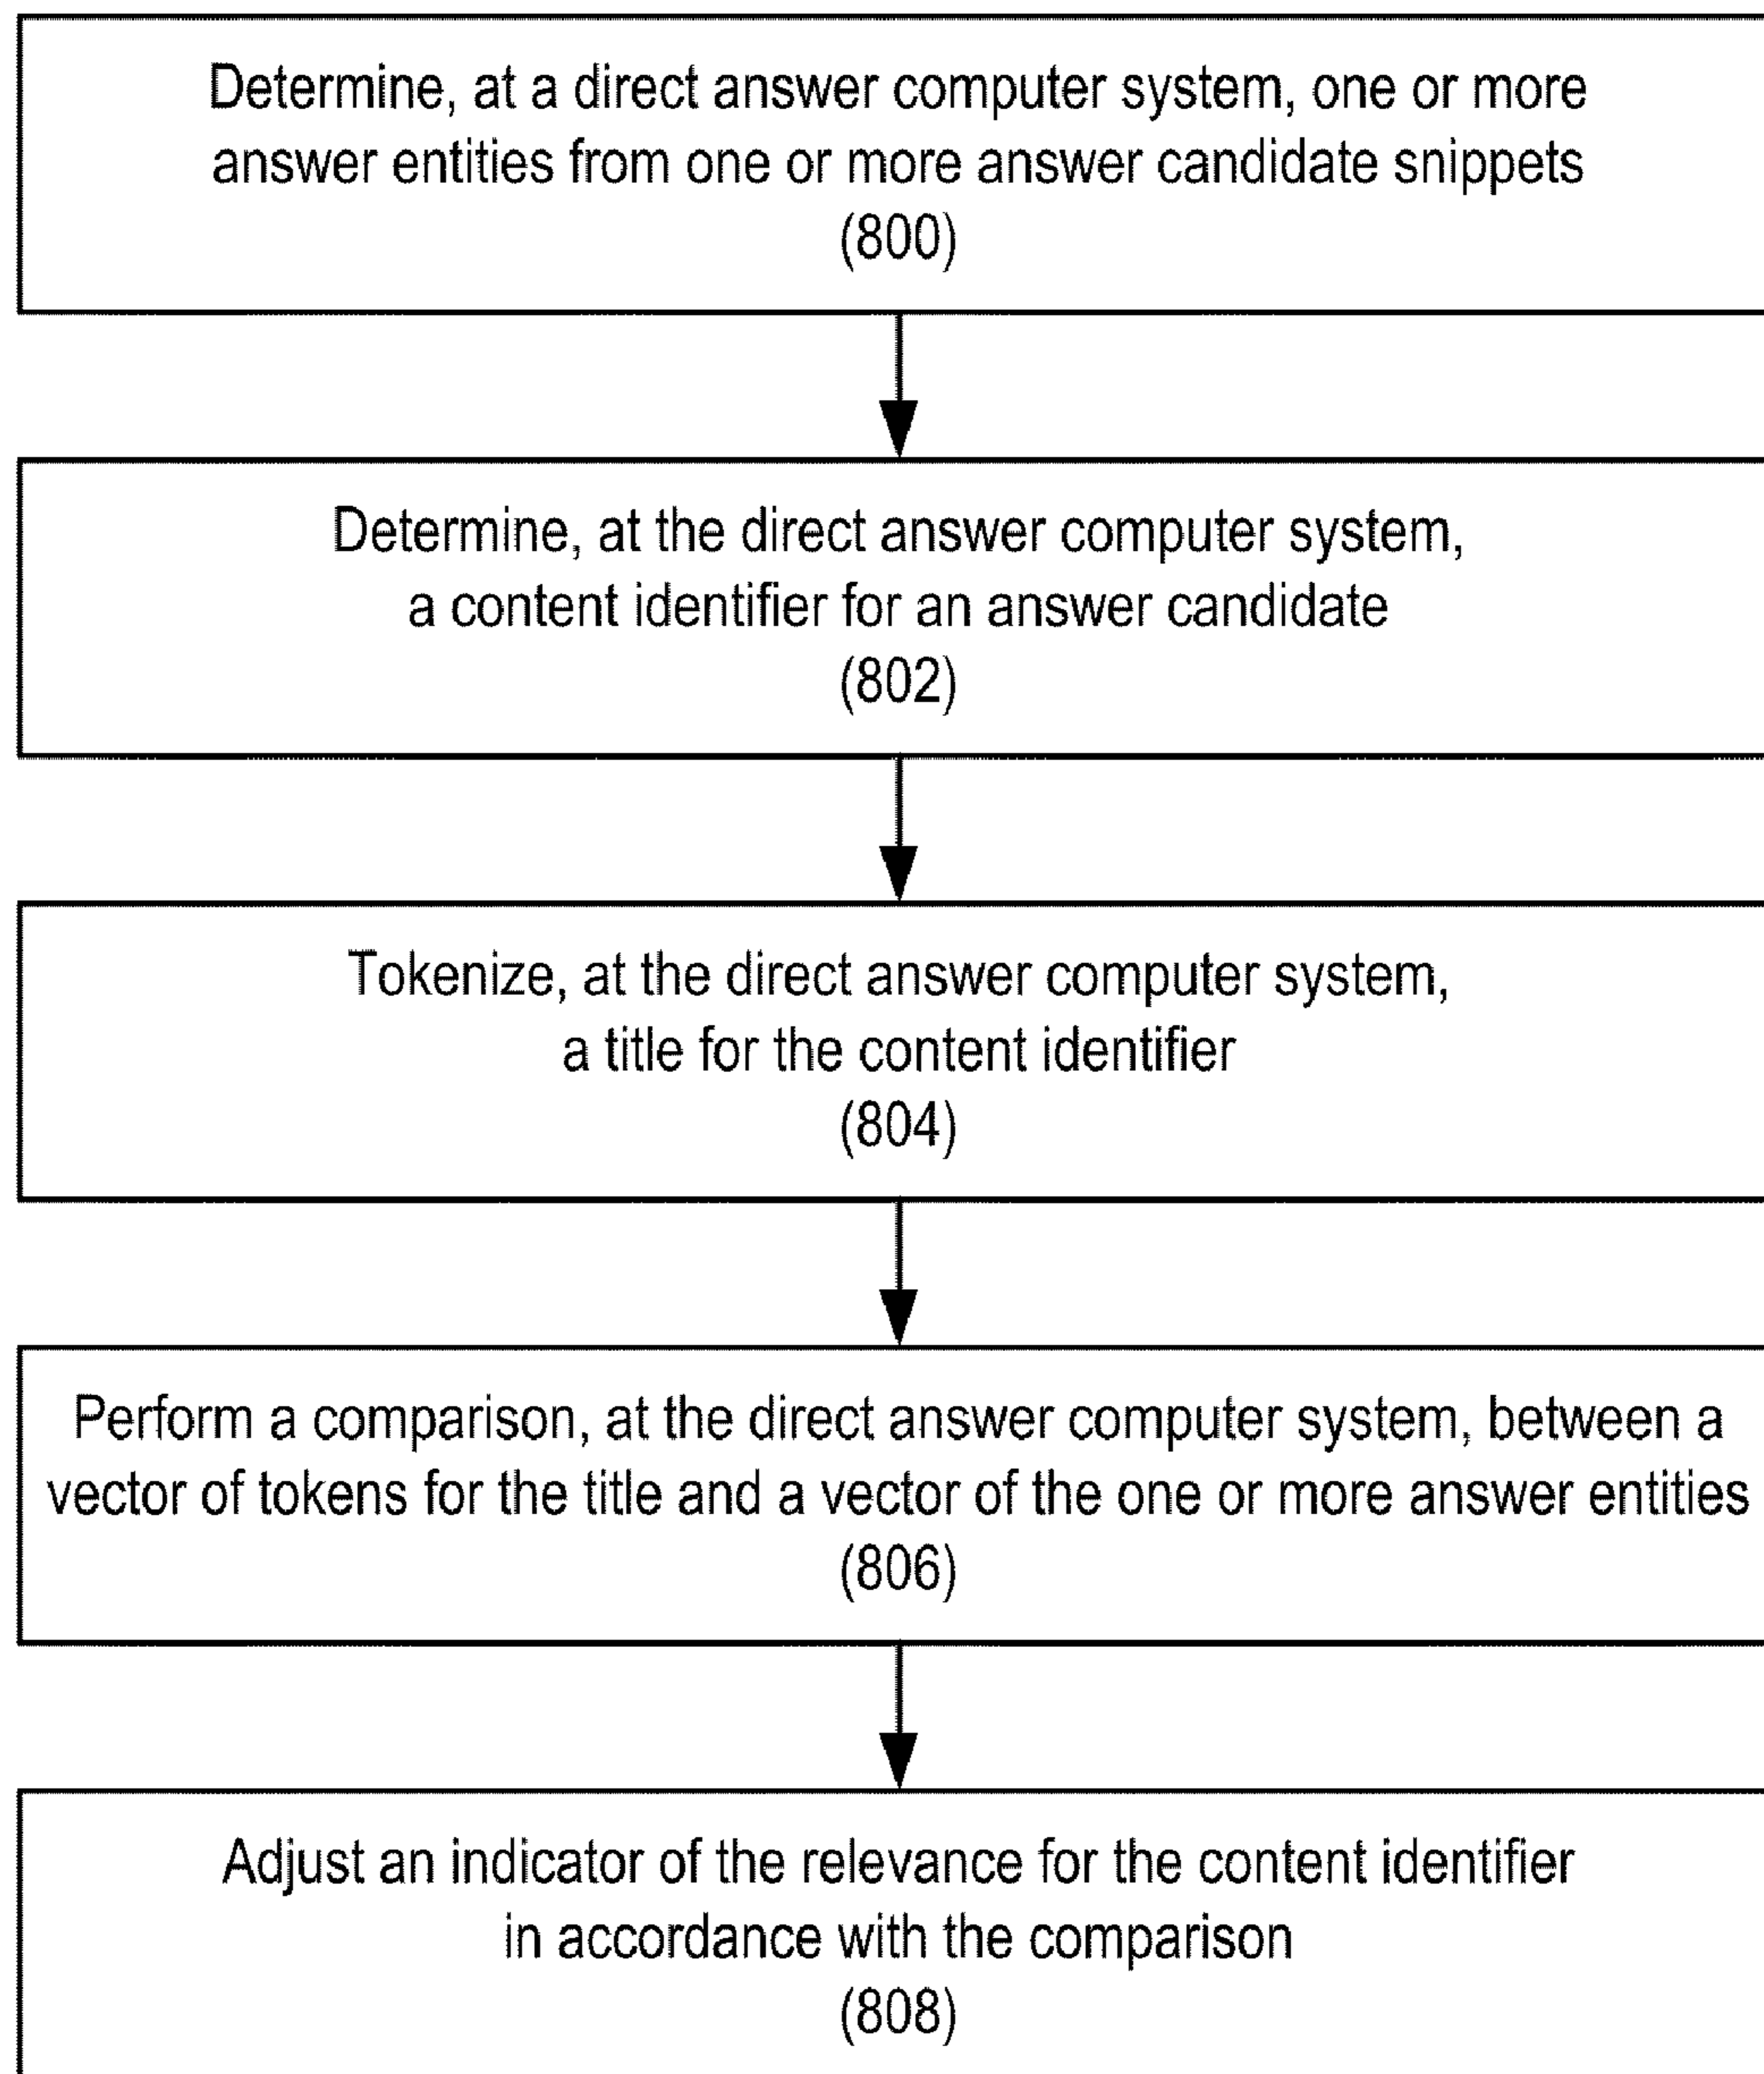 Determine, at a direct answer computer system, one or more
answer entities from one or more answer candidate snippets
(800)
Determine, at the direct answer computer system,
a content identifier for an answer candidate
(802)
Tokenize, at the direct answer computer system,
a title for the content identifier
(804)
Perform a comparison, at the direct answer computer system, between a
vector of tokens for the title and a vector of the one or more answer entities
(806)
Adjust an indicator of the relevance for the content identifier
in accordance with the comparison
(808)